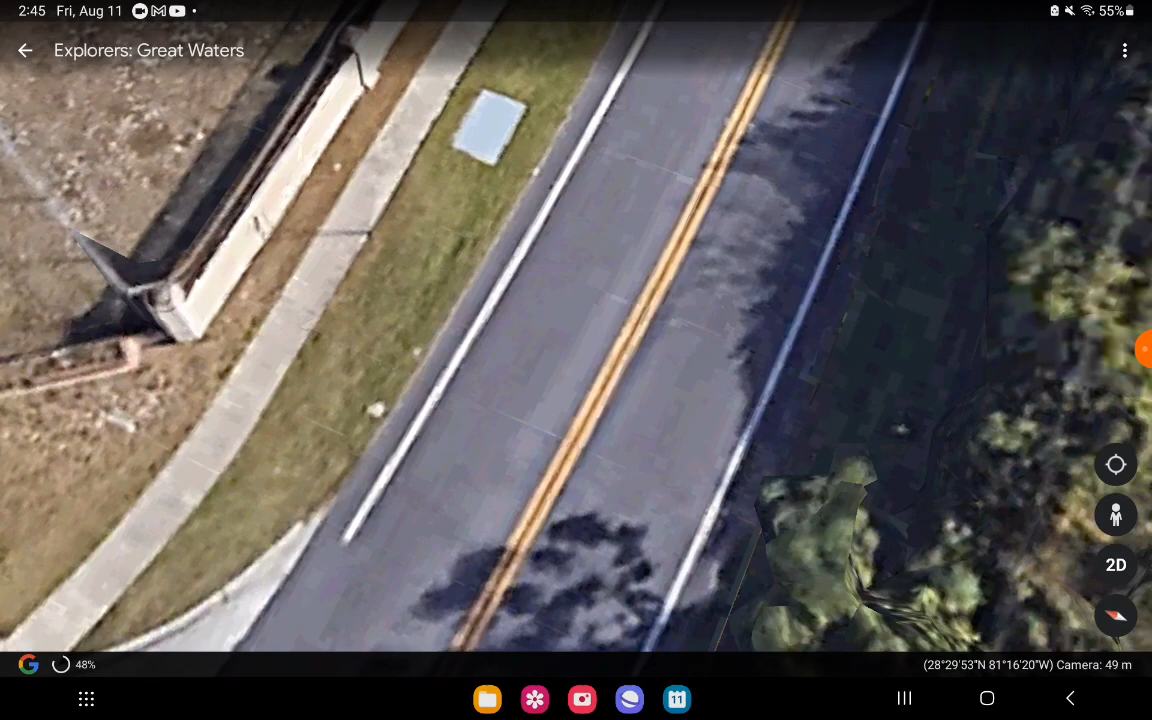 2:45 Fri, Aug 11 55%
Explorers: Great Waters
2D
48% (28°29'53"N 81°16'20"W) Camera: 49 m
11